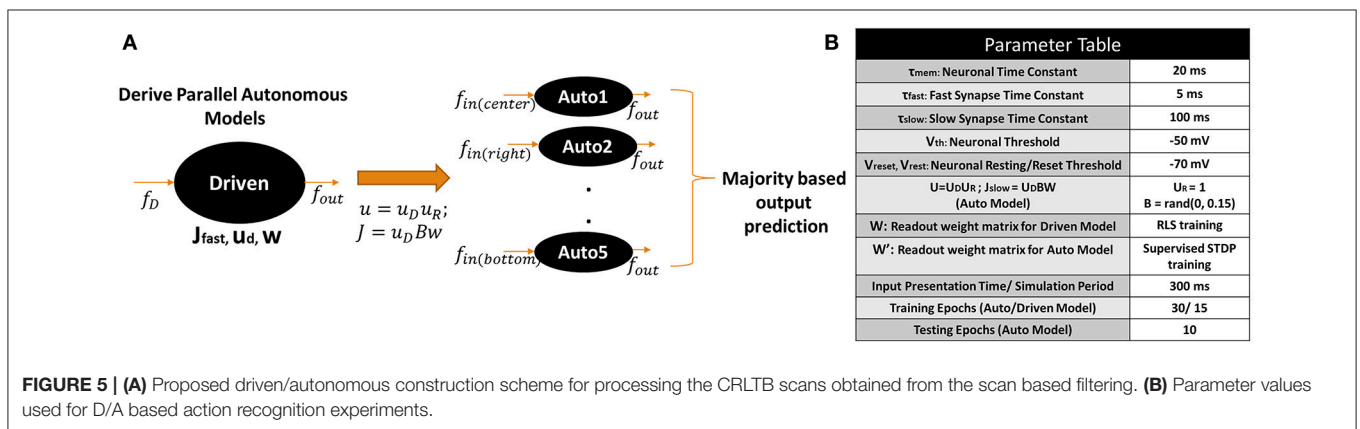 A
Derive Parallel Autonomous
Models
f_D
Driven
f_out
J_fast, u_d, w
u = u_D u_R;
J = u_D Bw
f_in(center)
Auto1
f_out
f_in(right)
Auto2
f_out
.
.
f_in(bottom)
Auto5
f_out
Majority based
output
prediction
B
Parameter Table
τmem: Neuronal Time Constant 20 ms
τfast: Fast Synapse Time Constant 5 ms
τslow: Slow Synapse Time Constant 100 ms
Vth: Neuronal Threshold -50 mV
Vreset, Vrest: Neuronal Resting/Reset Threshold -70 mV
U=UDUR ; Jslow = UDBW
(Auto Model)
UR = 1
B = rand(0, 0.15)
W: Readout weight matrix for Driven Model RLS training
W': Readout weight matrix for Auto Model Supervised STDP
training
Input Presentation Time/ Simulation Period 300 ms
Training Epochs (Auto/Driven Model) 30/ 15
Testing Epochs (Auto Model) 10
FIGURE 5 | (A) Proposed driven/autonomous construction scheme for processing the CRLTB scans obtained from the scan based filtering. (B) Parameter values
used for D/A based action recognition experiments.